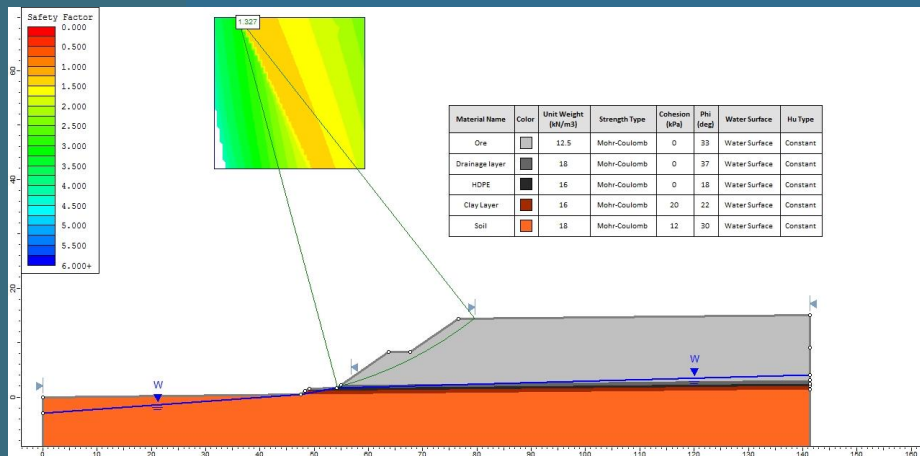 Safety Factor
0.000
0.500
1.000
1.500
2.000
2.500
3.000
3.500
4.000
4.500
5.000
5.500
6.000+
1.327
Material Name Color Unit Weight (kN/m3) Strength Type Cohesion (kPa) Phi (deg) Water Surface Hu Type
Ore 12.5 Mohr-Coulomb 0 33 Water Surface Constant
Drainage layer 18 Mohr-Coulomb 0 37 Water Surface Constant
HDPE 16 Mohr-Coulomb 0 18 Water Surface Constant
Clay Layer 16 Mohr-Coulomb 20 22 Water Surface Constant
Soil 18 Mohr-Coulomb 12 30 Water Surface Constant
60
40
20
0
W
W
0 10 20 30 40 50 60 70 80 90 100 110 120 130 140 150 160